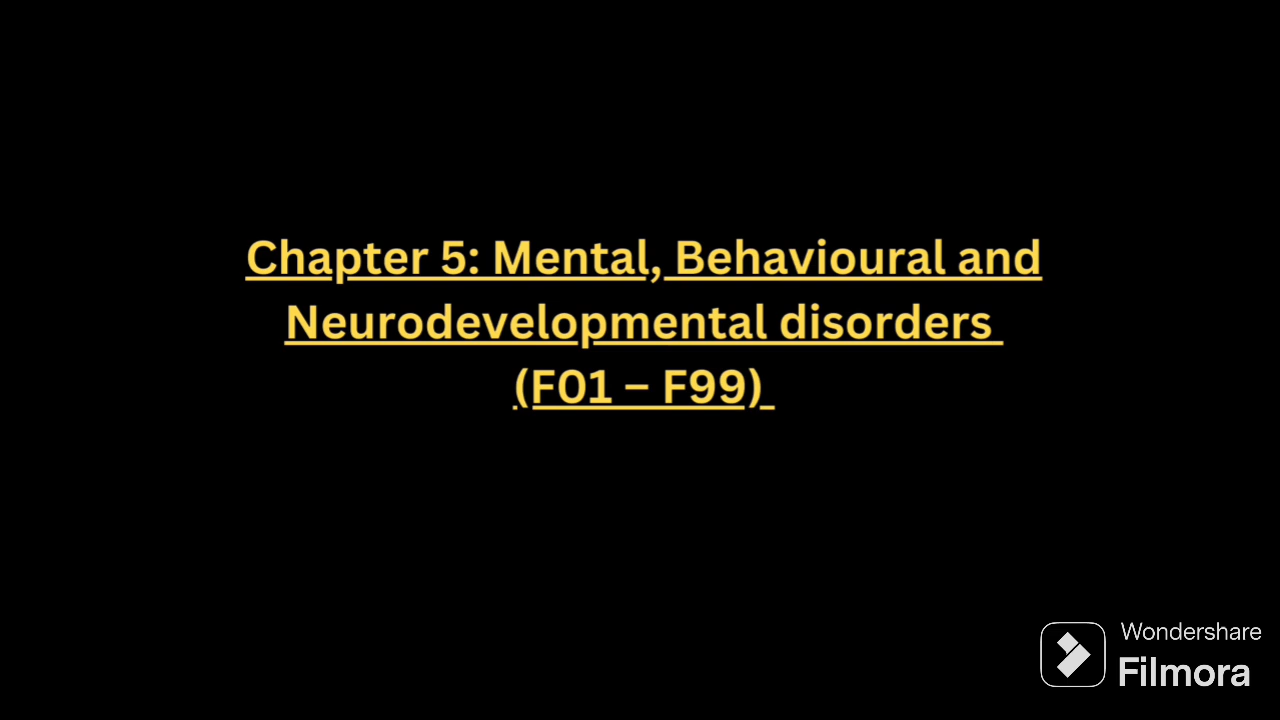 Chapter 5: Mental, Behavioural and
Neurodevelopmental disorders
(F01 – F99)
Wondershare
Filmora